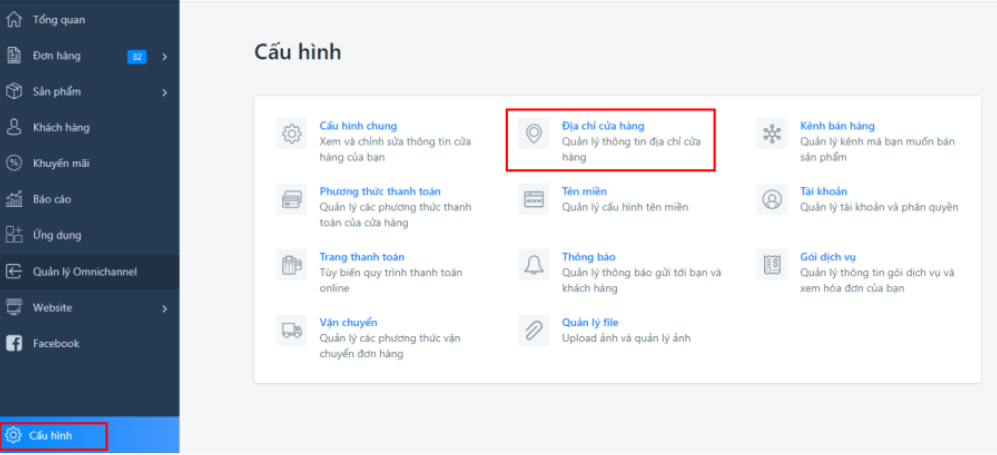 Tổng quan
Đơn hàng 82
Sản phẩm
Khách hàng
Khuyến mãi
Báo cáo
Ứng dụng
Quản lý Omnichannel
Website
Facebook
Cấu hình
Cấu hình
Cấu hình chung
Xem và chỉnh sửa thông tin cửa
hàng của bạn
Địa chỉ cửa hàng
Quản lý thông tin địa chỉ cửa
hàng
Kênh bán hàng
Quản lý kênh mà bạn muốn bán
sản phẩm
Phương thức thanh toán
Quản lý các phương thức thanh
toán của cửa hàng
Tên miền
Quản lý cấu hình tên miền
Tài khoản
Quản lý tài khoản và phân quyền
Trang thanh toán
Tùy biến quy trình thanh toán
online
Thông báo
Quản lý thông báo gửi tới bạn và
khách hàng
Gói dịch vụ
Quản lý thông tin gói dịch vụ và
xem hóa đơn của bạn
Vận chuyển
Quản lý các phương thức vận
chuyển đơn hàng
Quản lý file
Upload ảnh và quản lý ảnh